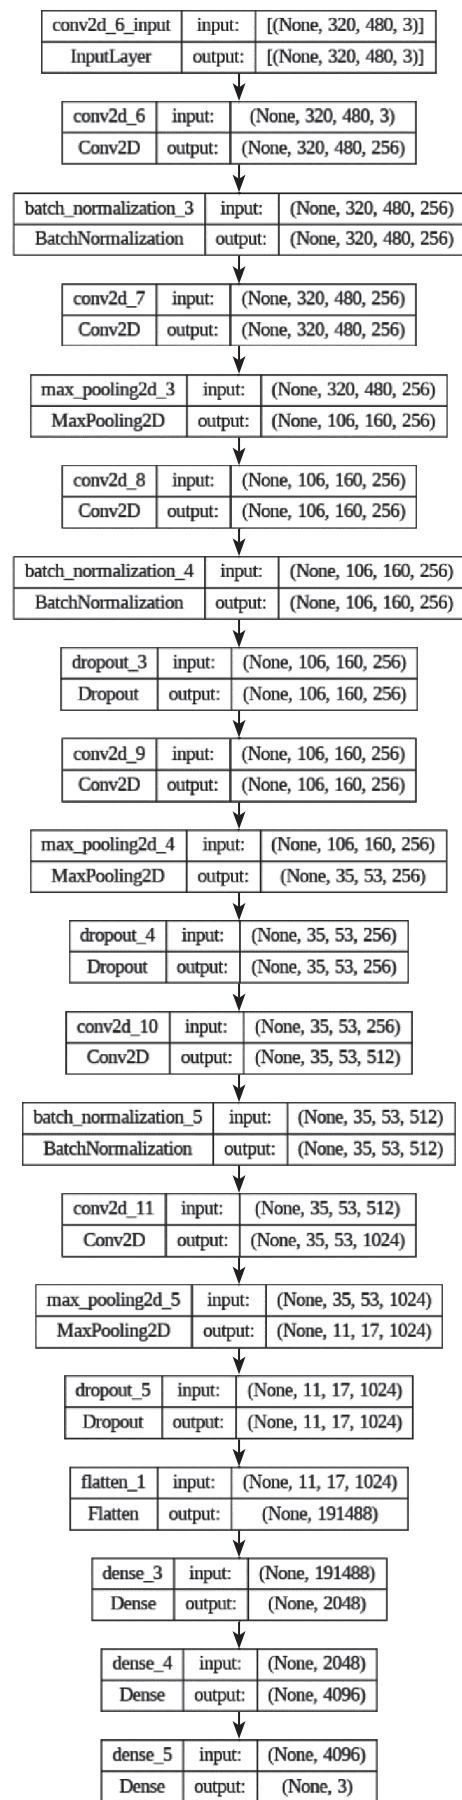 conv2d_6_input input: [(None, 320, 480, 3)]
InputLayer output: [(None, 320, 480, 3)]
conv2d_6 input: (None, 320, 480, 3)
Conv2D output: (None, 320, 480, 256)
batch_normalization_3 input: (None, 320, 480, 256)
BatchNormalization output: (None, 320, 480, 256)
conv2d_7 input: (None, 320, 480, 256)
Conv2D output: (None, 320, 480, 256)
max_pooling2d_3 input: (None, 320, 480, 256)
MaxPooling2D output: (None, 106, 160, 256)
conv2d_8 input: (None, 106, 160, 256)
Conv2D output: (None, 106, 160, 256)
batch_normalization_4 input: (None, 106, 160, 256)
BatchNormalization output: (None, 106, 160, 256)
dropout_3 input: (None, 106, 160, 256)
Dropout output: (None, 106, 160, 256)
conv2d_9 input: (None, 106, 160, 256)
Conv2D output: (None, 106, 160, 256)
max_pooling2d_4 input: (None, 106, 160, 256)
MaxPooling2D output: (None, 35, 53, 256)
dropout_4 input: (None, 35, 53, 256)
Dropout output: (None, 35, 53, 256)
conv2d_10 input: (None, 35, 53, 256)
Conv2D output: (None, 35, 53, 512)
batch_normalization_5 input: (None, 35, 53, 512)
BatchNormalization output: (None, 35, 53, 512)
conv2d_11 input: (None, 35, 53, 512)
Conv2D output: (None, 35, 53, 1024)
max_pooling2d_5 input: (None, 35, 53, 1024)
MaxPooling2D output: (None, 11, 17, 1024)
dropout_5 input: (None, 11, 17, 1024)
Dropout output: (None, 11, 17, 1024)
flatten_1 input: (None, 11, 17, 1024)
Flatten output: (None, 191488)
dense_3 input: (None, 191488)
Dense output: (None, 2048)
dense_4 input: (None, 2048)
Dense output: (None, 4096)
dense_5 input: (None, 4096)
Dense output: (None, 3)